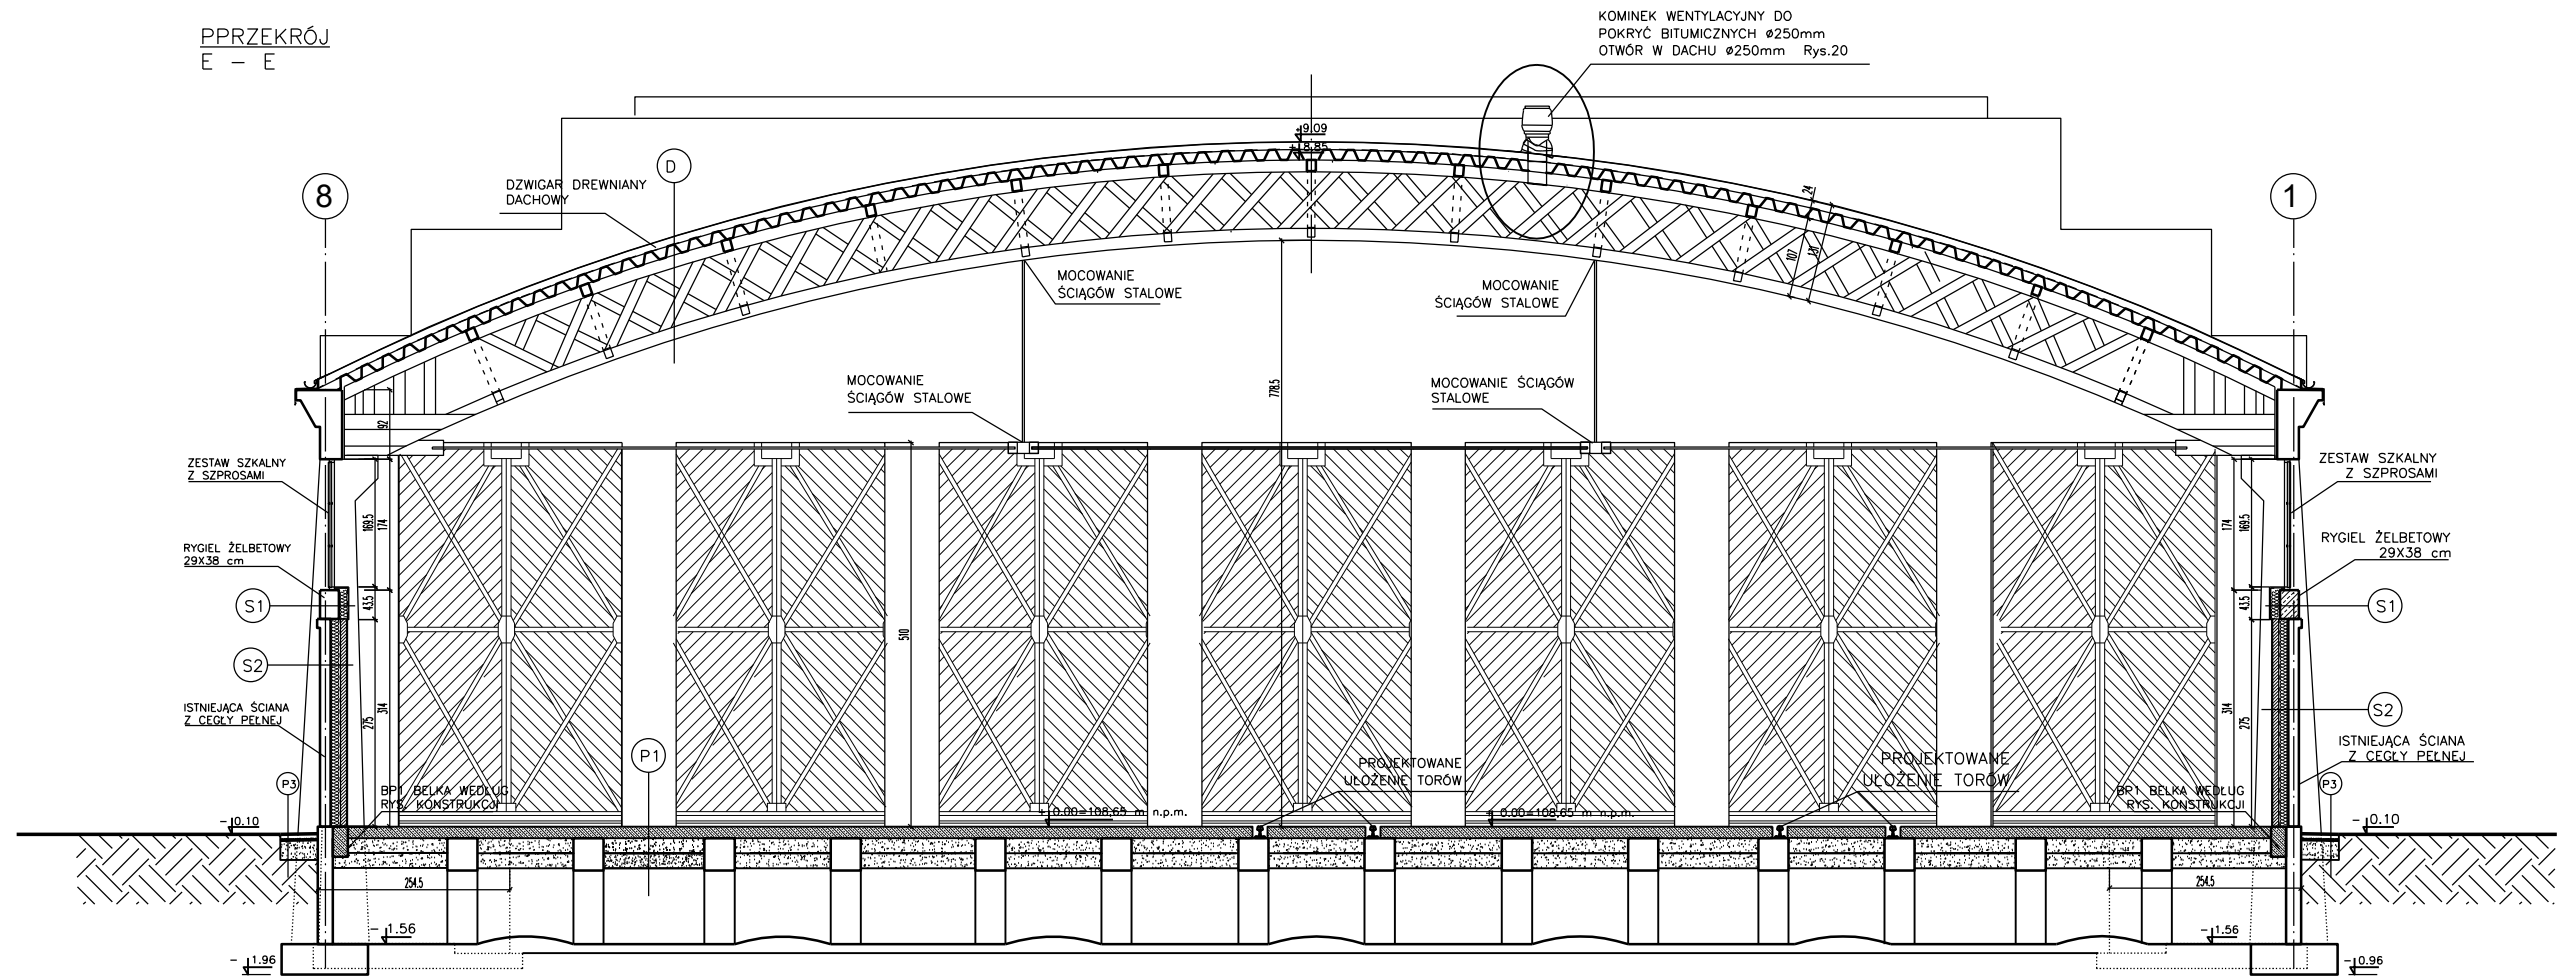 PPRZEKRÓJ
E – E
KOMINEK WENTYLACYJNY DO
POKRYĆ BITUMICZNYCH ø250mm
OTWÓR W DACHU ø250mm Rys.20
+9.09
+8.85
D
DZWIGAR DREWNIANY
DACHOWY
8
1
24
107
131
MOCOWANIE
ŚCIĄGÓW STALOWE
MOCOWANIE
ŚCIĄGÓW STALOWE
778.5
MOCOWANIE
ŚCIĄGÓW STALOWE
MOCOWANIE ŚCIĄGÓW
STALOWE
92
ZESTAW SZKALNY
Z SZPROSAMI
ZESTAW SZKALNY
Z SZPROSAMI
169.5
174
174
169.5
RYGIEL ŻELBETOWY
29X38 cm
RYGIEL ŻELBETOWY
29X38 cm
S1
43.5
43.5
S1
510
S2
S2
275
314
314
275
ISTNIEJĄCA ŚCIANA
Z CEGŁY PEŁNEJ
ISTNIEJĄCA ŚCIANA
Z CEGŁY PEŁNEJ
P1
PROJEKTOWANE
UŁOŻENIE TORÓW
PROJEKTOWANE
UŁOŻENIE TORÓW
P3
P3
BP1 BELKA WEDŁUG
RYS. KONSTRUKCJI
BP1 BELKA WEDŁUG
RYS. KONSTRUKCJI
+ 0.00=108,65 m n.p.m.
+ 0.00=108,65 m n.p.m.
- 0.10
- 0.10
254.5
254.5
- 1.56
- 1.56
- 1.96
- 0.96